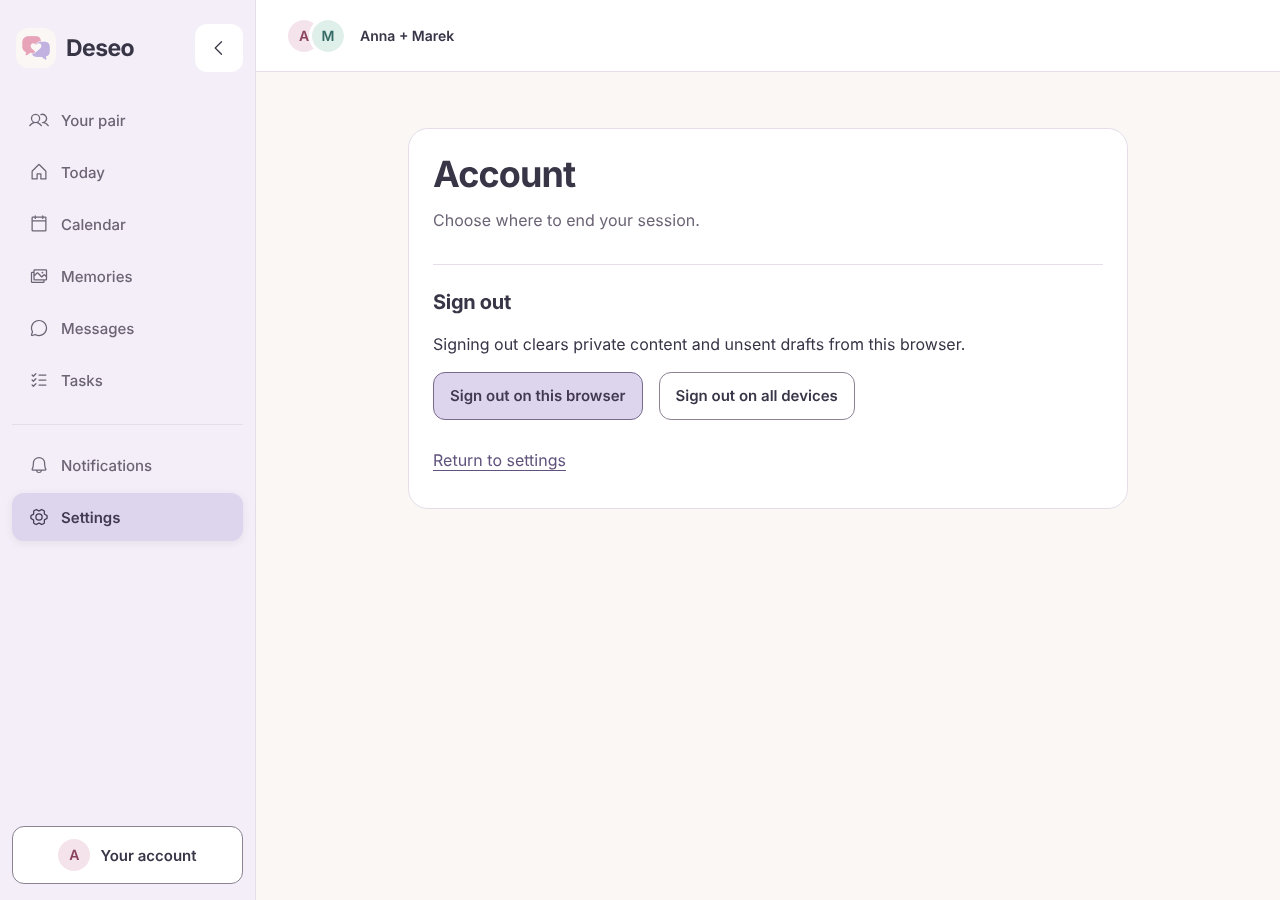 Deseo
Your pair
Today
Calendar
Memories
Messages
Tasks
Notifications
Settings
A Your account
A M Anna + Marek
Account
Choose where to end your session.
Sign out
Signing out clears private content and unsent drafts from this browser.
Sign out on this browser Sign out on all devices
Return to settings